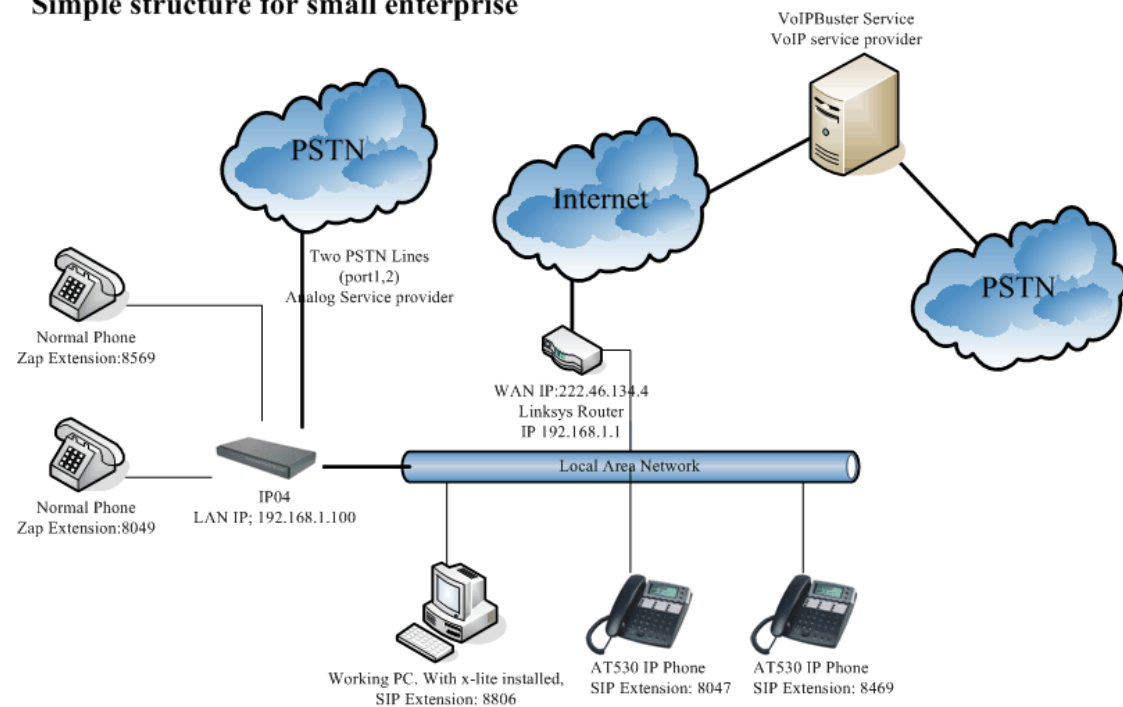 Simple structure for small enterprise
VoIPBuster Service
VoIP service provider
PSTN
Internet
Two PSTN Lines
(port1,2)
Analog Service provider
PSTN
Normal Phone
Zap Extension:8569
WAN IP:222.46.134.4
Linksys Router
IP 192.168.1.1
Local Area Network
Normal Phone
Zap Extension:8049
IP04
LAN IP; 192.168.1.100
Working PC. With x-lite installed,
SIP Extension: 8806
AT530 IP Phone
SIP Extension: 8047
AT530 IP Phone
SIP Extension: 8469